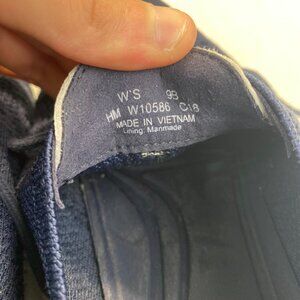 W'S 9B
HM W10586 C18
MADE IN VIETNAM
Lining: Manmade